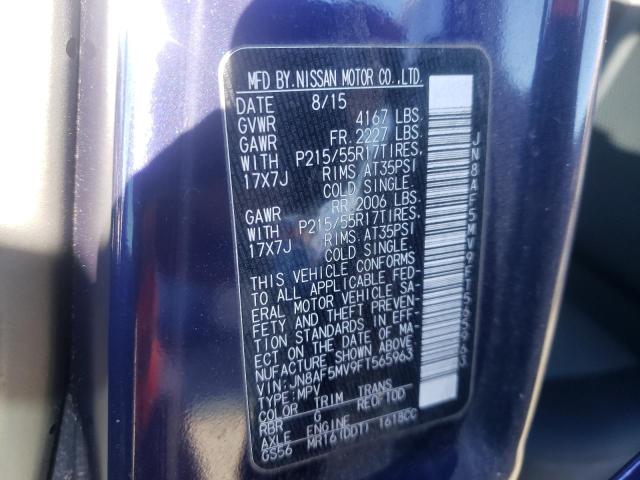 MFD BY.NISSAN MOTOR CO.,LTD.
DATE 8/15
GVWR 4167 LBS.
GAWR FR.2227 LBS.
WITH P215/55R17TIRES,
17X7J RIMS AT35PSI
COLD SINGLE.
GAWR RR.2006 LBS.
WITH P215/55R17TIRES,
17X7J RIMS AT35PSI
COLD SINGLE.
THIS VEHICLE CONFORMS
TO ALL APPLICABLE FED-
ERAL MOTOR VEHICLE SA-
FETY AND THEFT PREVEN-
TION STANDARDS IN EFF-
ECT ON THE DATE OF MA-
NUFACTURE SHOWN ABOVE.
VIN:JN8AF5MV9FT565963
TYPE:MPV
COLOR TRIM TRANS
RBR G RE0F10D
AXLE ENGINE
GS56 MR16(DDT) 1618CC
JN8AF5MV9FT565963